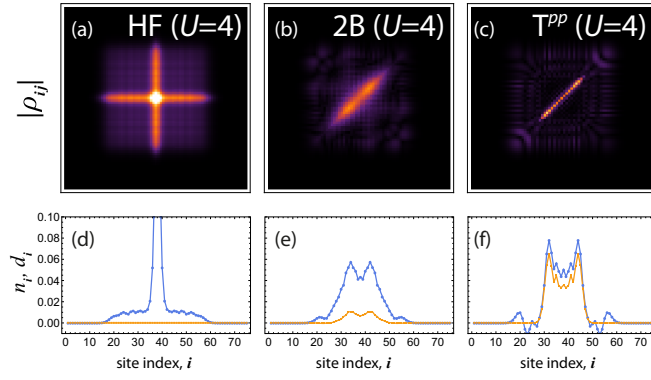 (a) HF (U=4)
(b) 2B (U=4)
(c) T^pp (U=4)
|ρ_ij|
(d)
(e)
(f)
n_i, d_i
0.10
0.08
0.06
0.04
0.02
0.00
0 10 20 30 40 50 60 70
0 10 20 30 40 50 60 70
0 10 20 30 40 50 60 70
site index, i
site index, i
site index, i